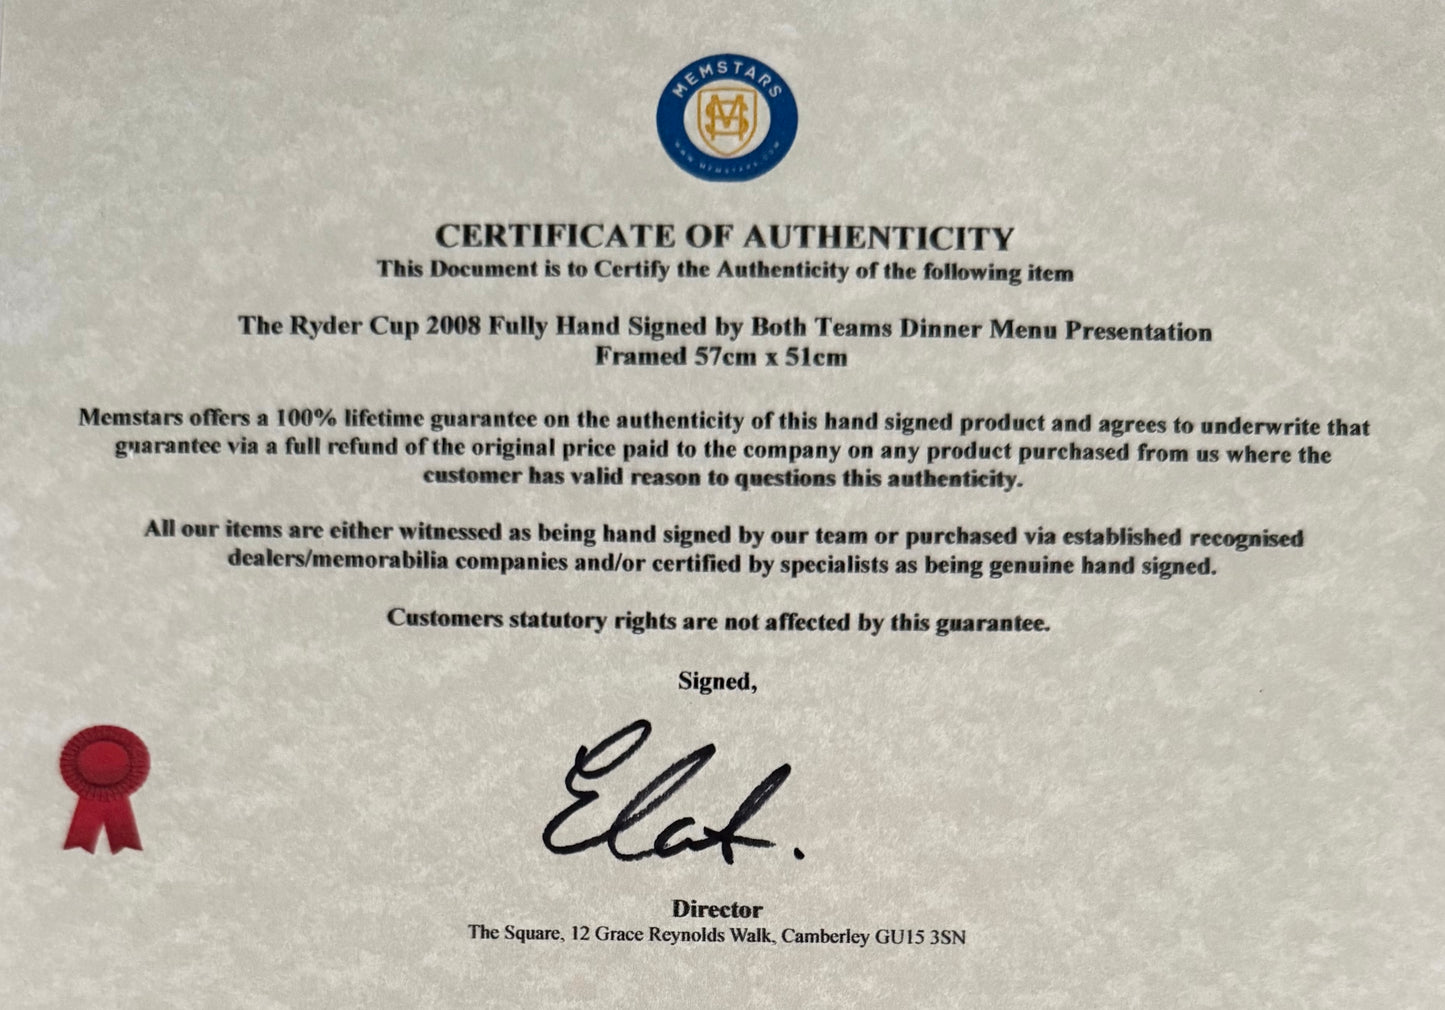 MEMSTARS
MS
WWW.MEMSTARS.COM
CERTIFICATE OF AUTHENTICITY
This Document is to Certify the Authenticity of the following item
The Ryder Cup 2008 Fully Hand Signed by Both Teams Dinner Menu Presentation
Framed 57cm x 51cm
Memstars offers a 100% lifetime guarantee on the authenticity of this hand signed product and agrees to underwrite that
guarantee via a full refund of the original price paid to the company on any product purchased from us where the
customer has valid reason to questions this authenticity.
All our items are either witnessed as being hand signed by our team or purchased via established recognised
dealers/memorabilia companies and/or certified by specialists as being genuine hand signed.
Customers statutory rights are not affected by this guarantee.
Signed,
Director
The Square, 12 Grace Reynolds Walk, Camberley GU15 3SN